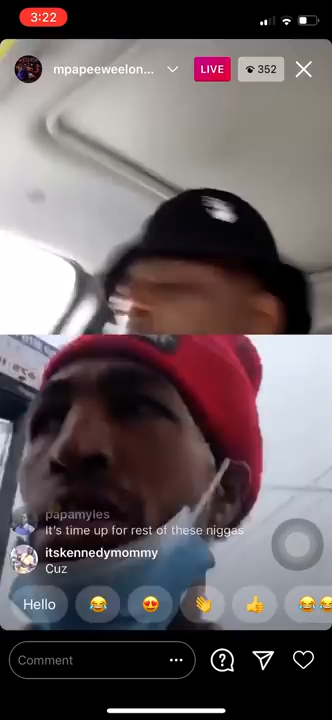 3:22
mpapeeweelon...
LIVE
352
papamyles
it's time up for rest of these niggas
itskennedymommy
Cuz
Hello
Comment